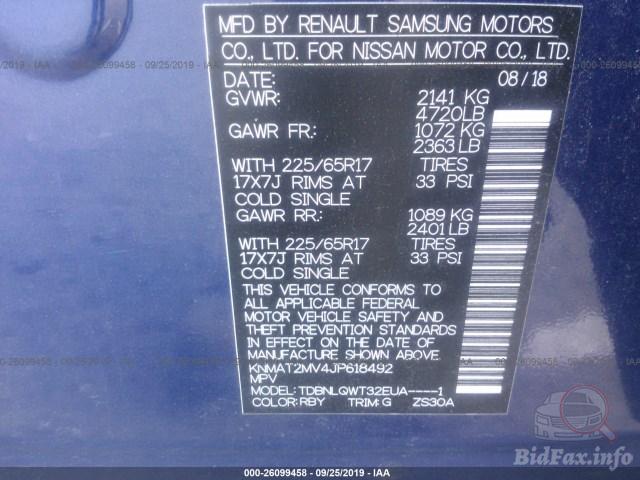 MFD BY RENAULT SAMSUNG MOTORS
CO., LTD. FOR NISSAN MOTOR CO., LTD.
DATE: 08/18
GVWR: 2141 KG
4720LB
GAWR FR.: 1072 KG
2363 LB
WITH 225/65R17 TIRES
17X7J RIMS AT 33 PSI
COLD SINGLE
GAWR RR.: 1089 KG
2401 LB
WITH 225/65R17 TIRES
17X7J RIMS AT 33 PSI
COLD SINGLE
THIS VEHICLE CONFORMS TO
ALL APPLICABLE FEDERAL
MOTOR VEHICLE SAFETY AND
THEFT PREVENTION STANDARDS
IN EFFECT ON THE DATE OF
MANUFACTURE SHOWN ABOVE
KNMAT2MV4JP618492
MPV
MODEL: TDBNLQWT32EUA----1
COLOR: RBY TRIM: G ZS30A
000-26099458 - 09/25/2019 - IAA
BidFax.info